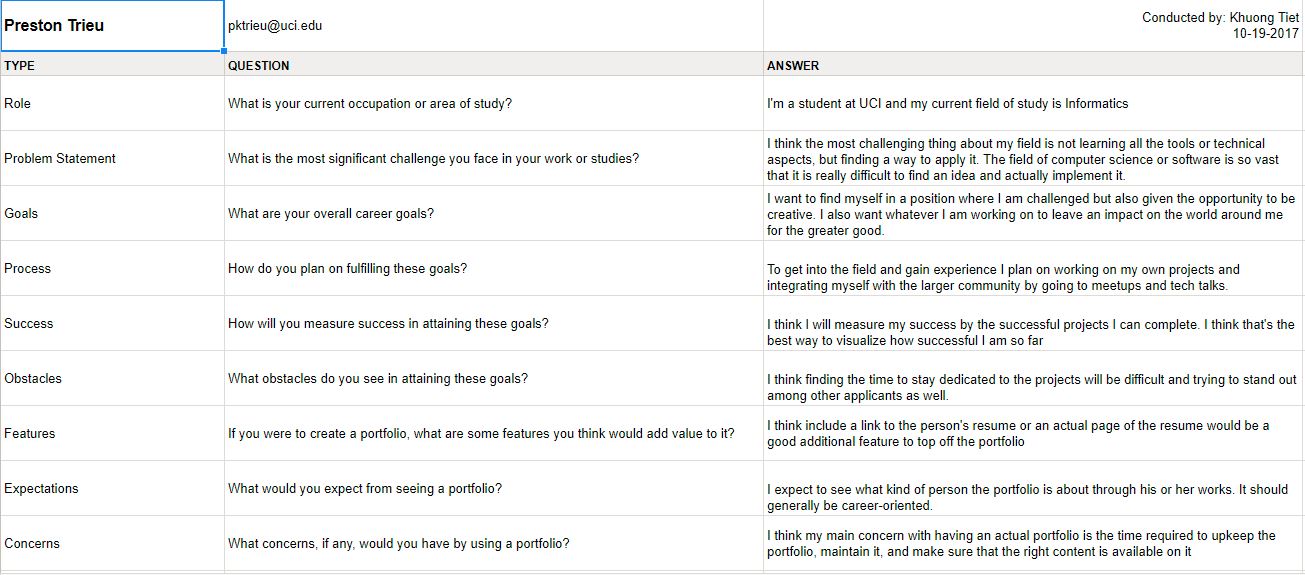 Preston Trieu
pktrieu@uci.edu
Conducted by: Khuong Tiet
10-19-2017
TYPE
QUESTION
ANSWER
Role
What is your current occupation or area of study?
I'm a student at UCI and my current field of study is Informatics
Problem Statement
What is the most significant challenge you face in your work or studies?
I think the most challenging thing about my field is not learning all the tools or technical
aspects, but finding a way to apply it. The field of computer science or software is so vast
that it is really difficult to find an idea and actually implement it.
Goals
What are your overall career goals?
I want to find myself in a position where I am challenged but also given the opportunity to be
creative. I also want whatever I am working on to leave an impact on the world around me
for the greater good.
Process
How do you plan on fulfilling these goals?
To get into the field and gain experience I plan on working on my own projects and
integrating myself with the larger community by going to meetups and tech talks.
Success
How will you measure success in attaining these goals?
I think I will measure my success by the successful projects I can complete. I think that's the
best way to visualize how successful I am so far
Obstacles
What obstacles do you see in attaining these goals?
I think finding the time to stay dedicated to the projects will be difficult and trying to stand out
among other applicants as well.
Features
If you were to create a portfolio, what are some features you think would add value to it?
I think include a link to the person's resume or an actual page of the resume would be a
good additional feature to top off the portfolio
Expectations
What would you expect from seeing a portfolio?
I expect to see what kind of person the portfolio is about through his or her works. It should
generally be career-oriented.
Concerns
What concerns, if any, would you have by using a portfolio?
I think my main concern with having an actual portfolio is the time required to upkeep the
portfolio, maintain it, and make sure that the right content is available on it